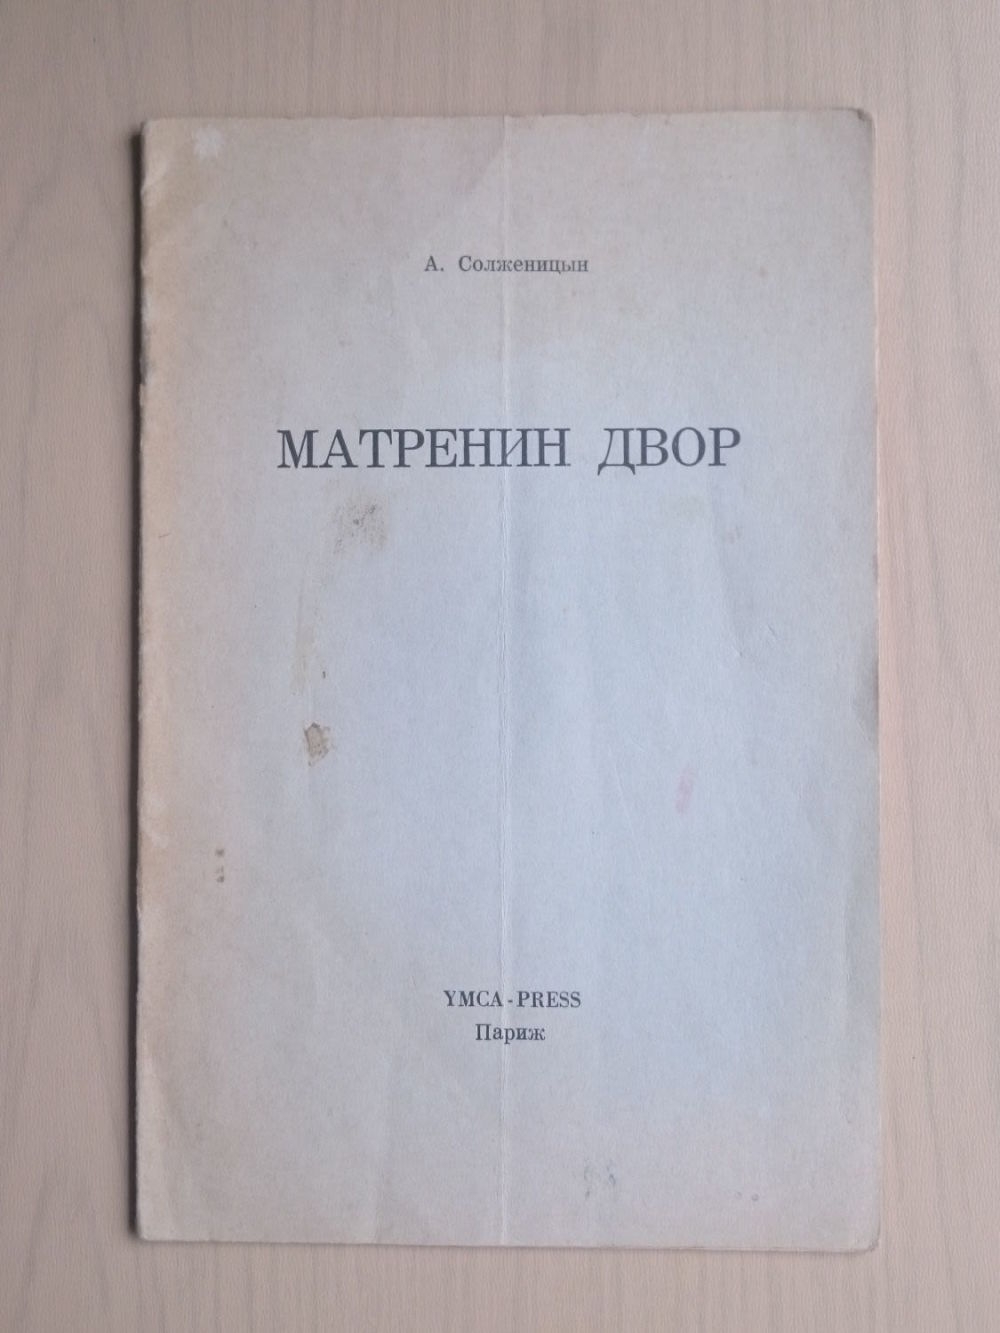 А. Солженицын
МАТРЕНИН ДВОР
YMCA-PRESS
Париж